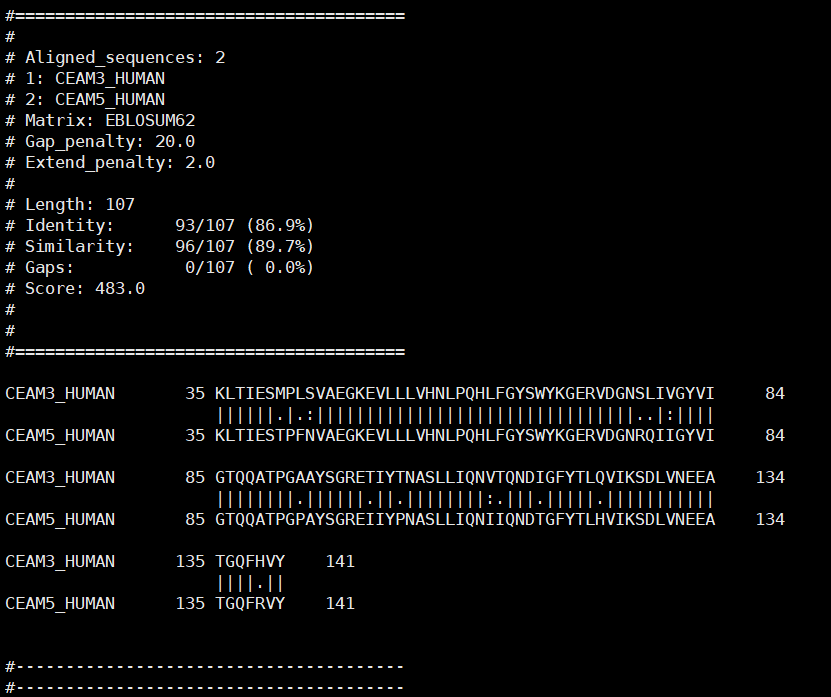 #=======================================
#
# Aligned_sequences: 2
# 1: CEAM3_HUMAN
# 2: CEAM5_HUMAN
# Matrix: EBLOSUM62
# Gap_penalty: 20.0
# Extend_penalty: 2.0
#
# Length: 107
# Identity:      93/107 (86.9%)
# Similarity:    96/107 (89.7%)
# Gaps:           0/107 ( 0.0%)
# Score: 483.0
#
#
#=======================================

CEAM3_HUMAN       35 KLTIESMPLSVAEGKEVLLLVHNLPQHLFGYSWYKGERVDGNSLIVGYVI     84
                     ||||||.|.:||||||||||||||||||||||||||||||||..|:||||
CEAM5_HUMAN       35 KLTIESTPFNVAEGKEVLLLVHNLPQHLFGYSWYKGERVDGNRQIIGYVI     84

CEAM3_HUMAN       85 GTQQATPGAAYSGRETIYTNASLLIQNVTQNDIGFYTLQVIKSDLVNEEA    134
                     ||||||||.||||||.||.||||||||:.|||.|||||.|||||||||||
CEAM5_HUMAN       85 GTQQATPGPAYSGREIIYPNASLLIQNIIQNDTGFYTLHVIKSDLVNEEA    134

CEAM3_HUMAN      135 TGQFHVY    141
                     ||||.||
CEAM5_HUMAN      135 TGQFRVY    141

#---------------------------------------
#---------------------------------------